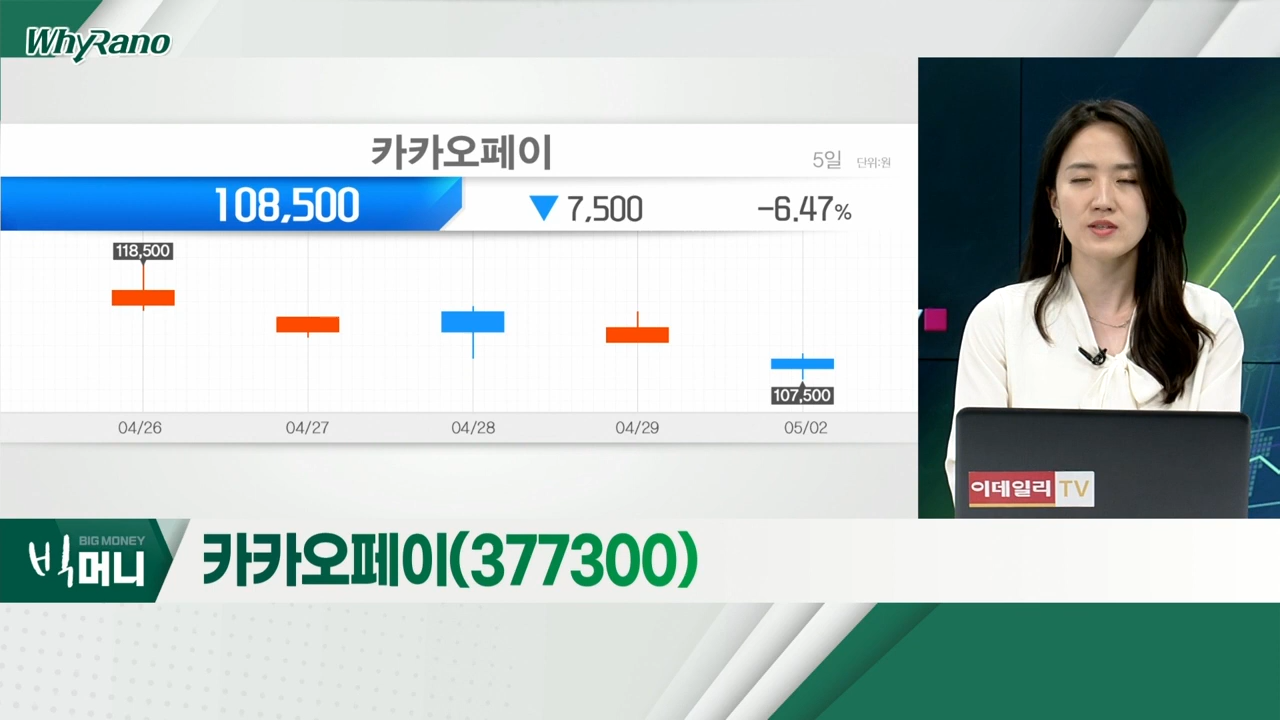 WhyRano
카카오페이
5일 단위:원
108,500 ▼ 7,500 -6.47%
118,500
107,500
04/26 04/27 04/28 04/29 05/02
이데일리 TV
BIG MONEY
빅머니
카카오페이(377300)